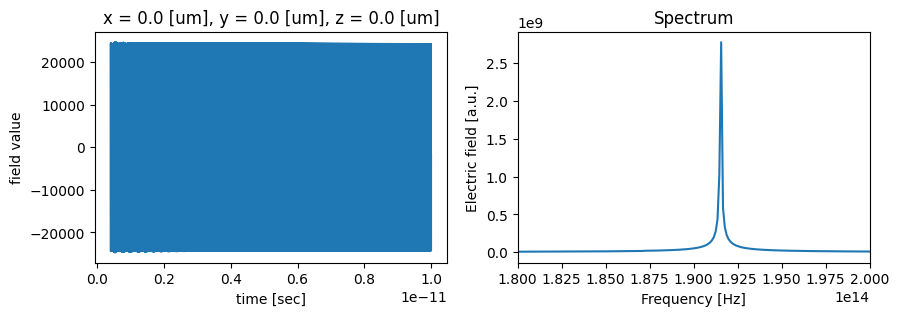 x = 0.0 [um], y = 0.0 [um], z = 0.0 [um]
field value
20000
10000
0
−10000
−20000
0.0 0.2 0.4 0.6 0.8 1.0
1e−11
time [sec]
Spectrum
1e9
Electric field [a.u.]
2.5
2.0
1.5
1.0
0.5
0.0
1.800 1.825 1.850 1.875 1.900 1.925 1.950 1.975 2.000
1e14
Frequency [Hz]